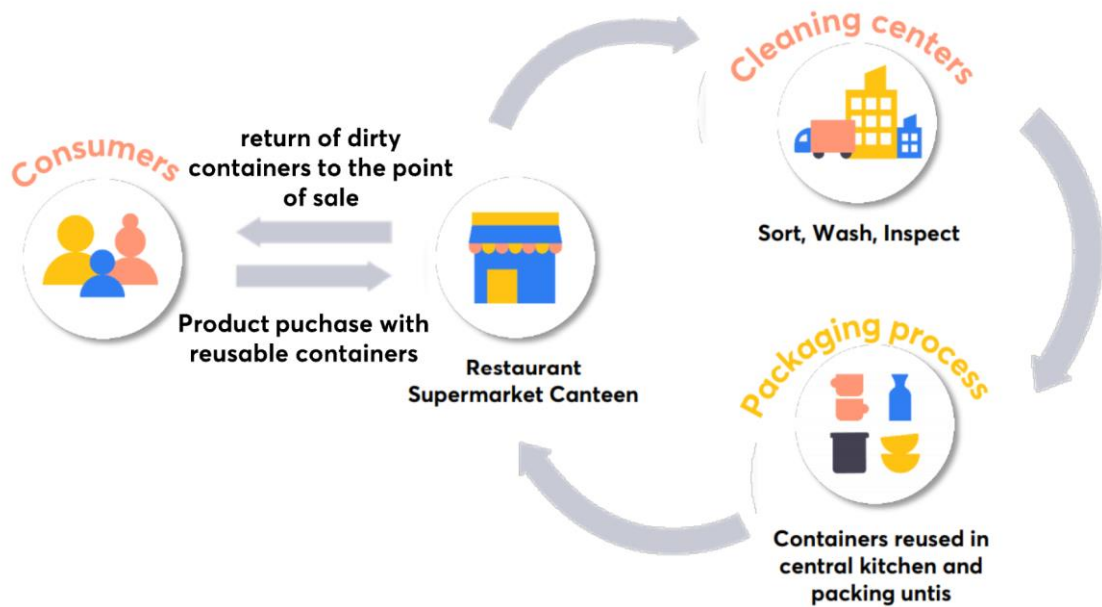 Cleaning centers
Consumers
return of dirty
containers to the point
of sale
Sort, Wash, Inspect
Product puchase with
reusable containers
Packaging process
Restaurant
Supermarket Canteen
Containers reused in
central kitchen and
packing untis